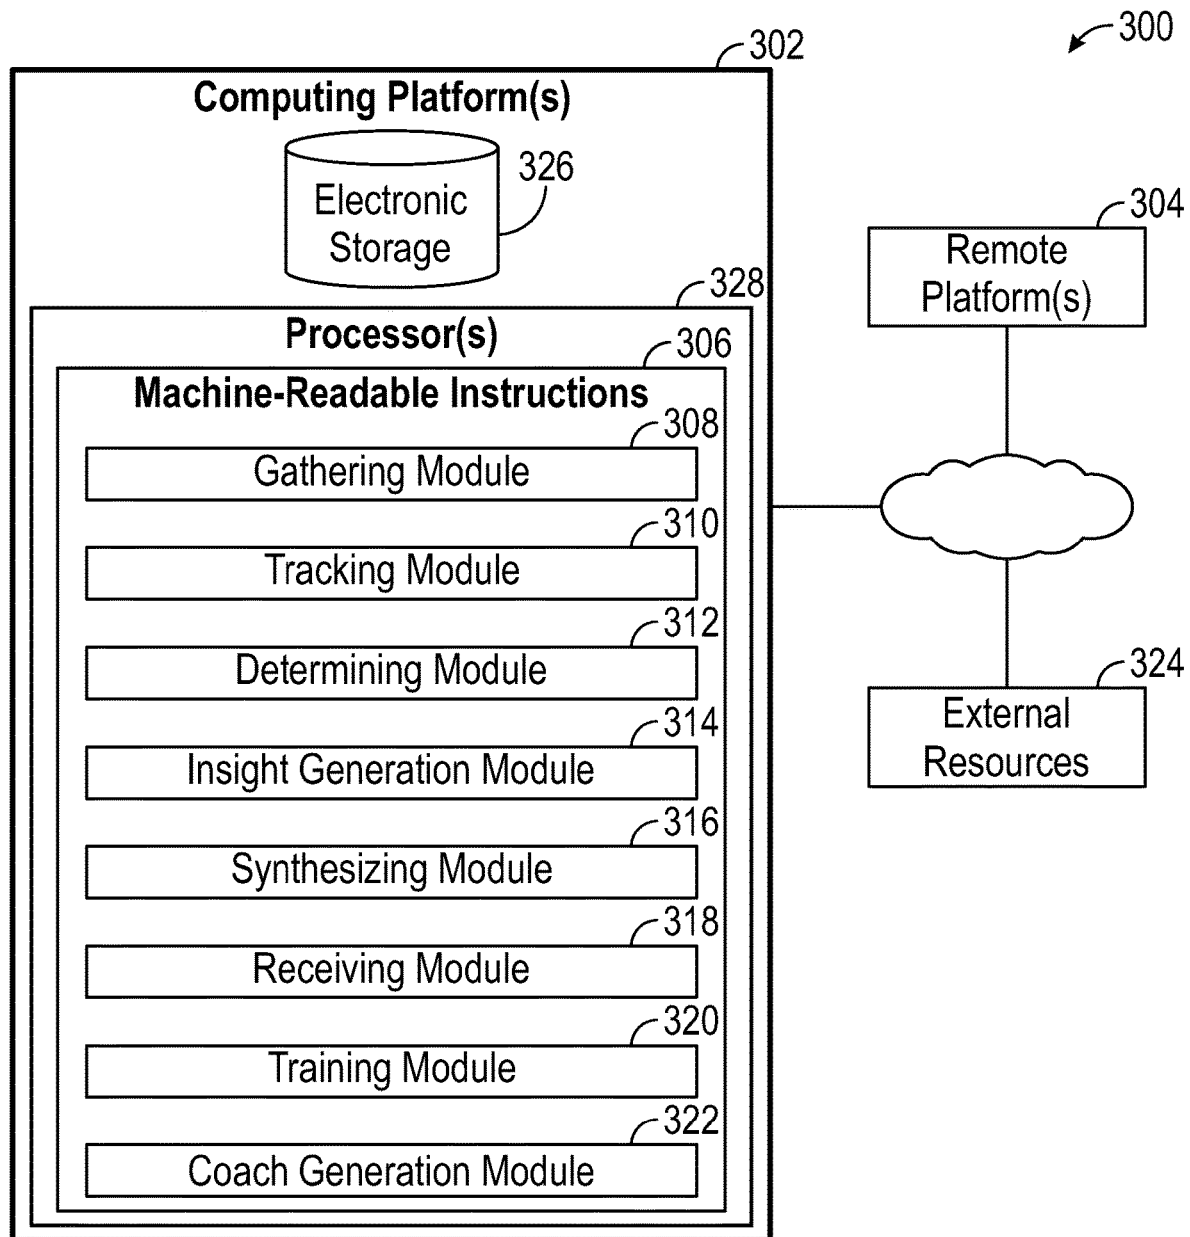 300
302
Computing Platform(s)
326
Electronic
Storage
304
Remote
Platform(s)
328
Processor(s)
306
Machine-Readable Instructions
308
Gathering Module
310
Tracking Module
312
Determining Module
314
Insight Generation Module
316
Synthesizing Module
318
Receiving Module
320
Training Module
322
Coach Generation Module
324
External
Resources